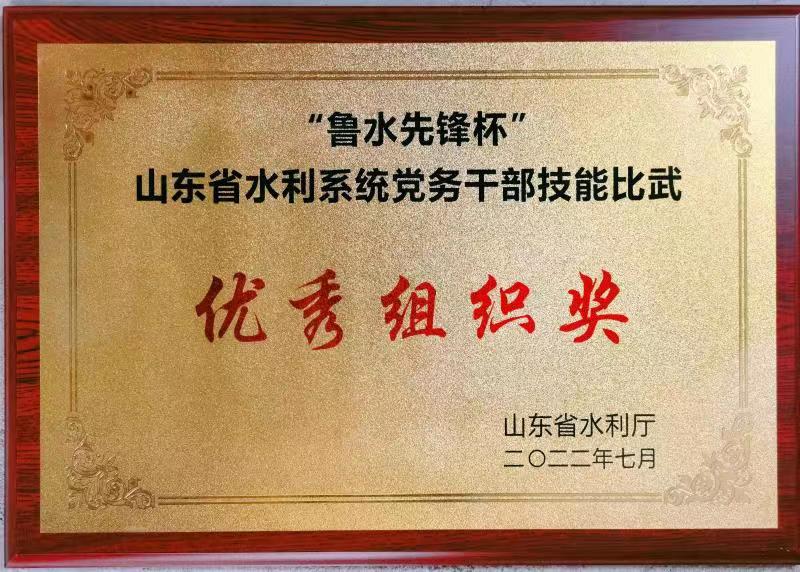 “鲁水先锋杯”
山东省水利系统党务干部技能比武
优秀组织奖
山东省水利厅
二〇二二年七月